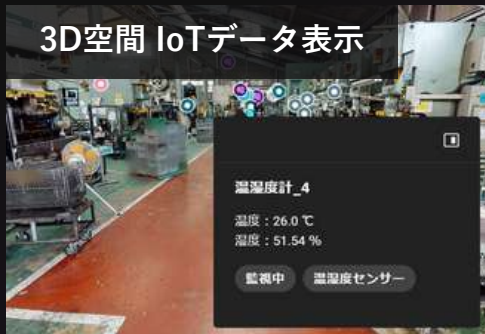 3D空間 IoTデータ表示
温湿度計_4
温度：26.0 ℃
湿度：51.54 %
監視中
温湿度センサー